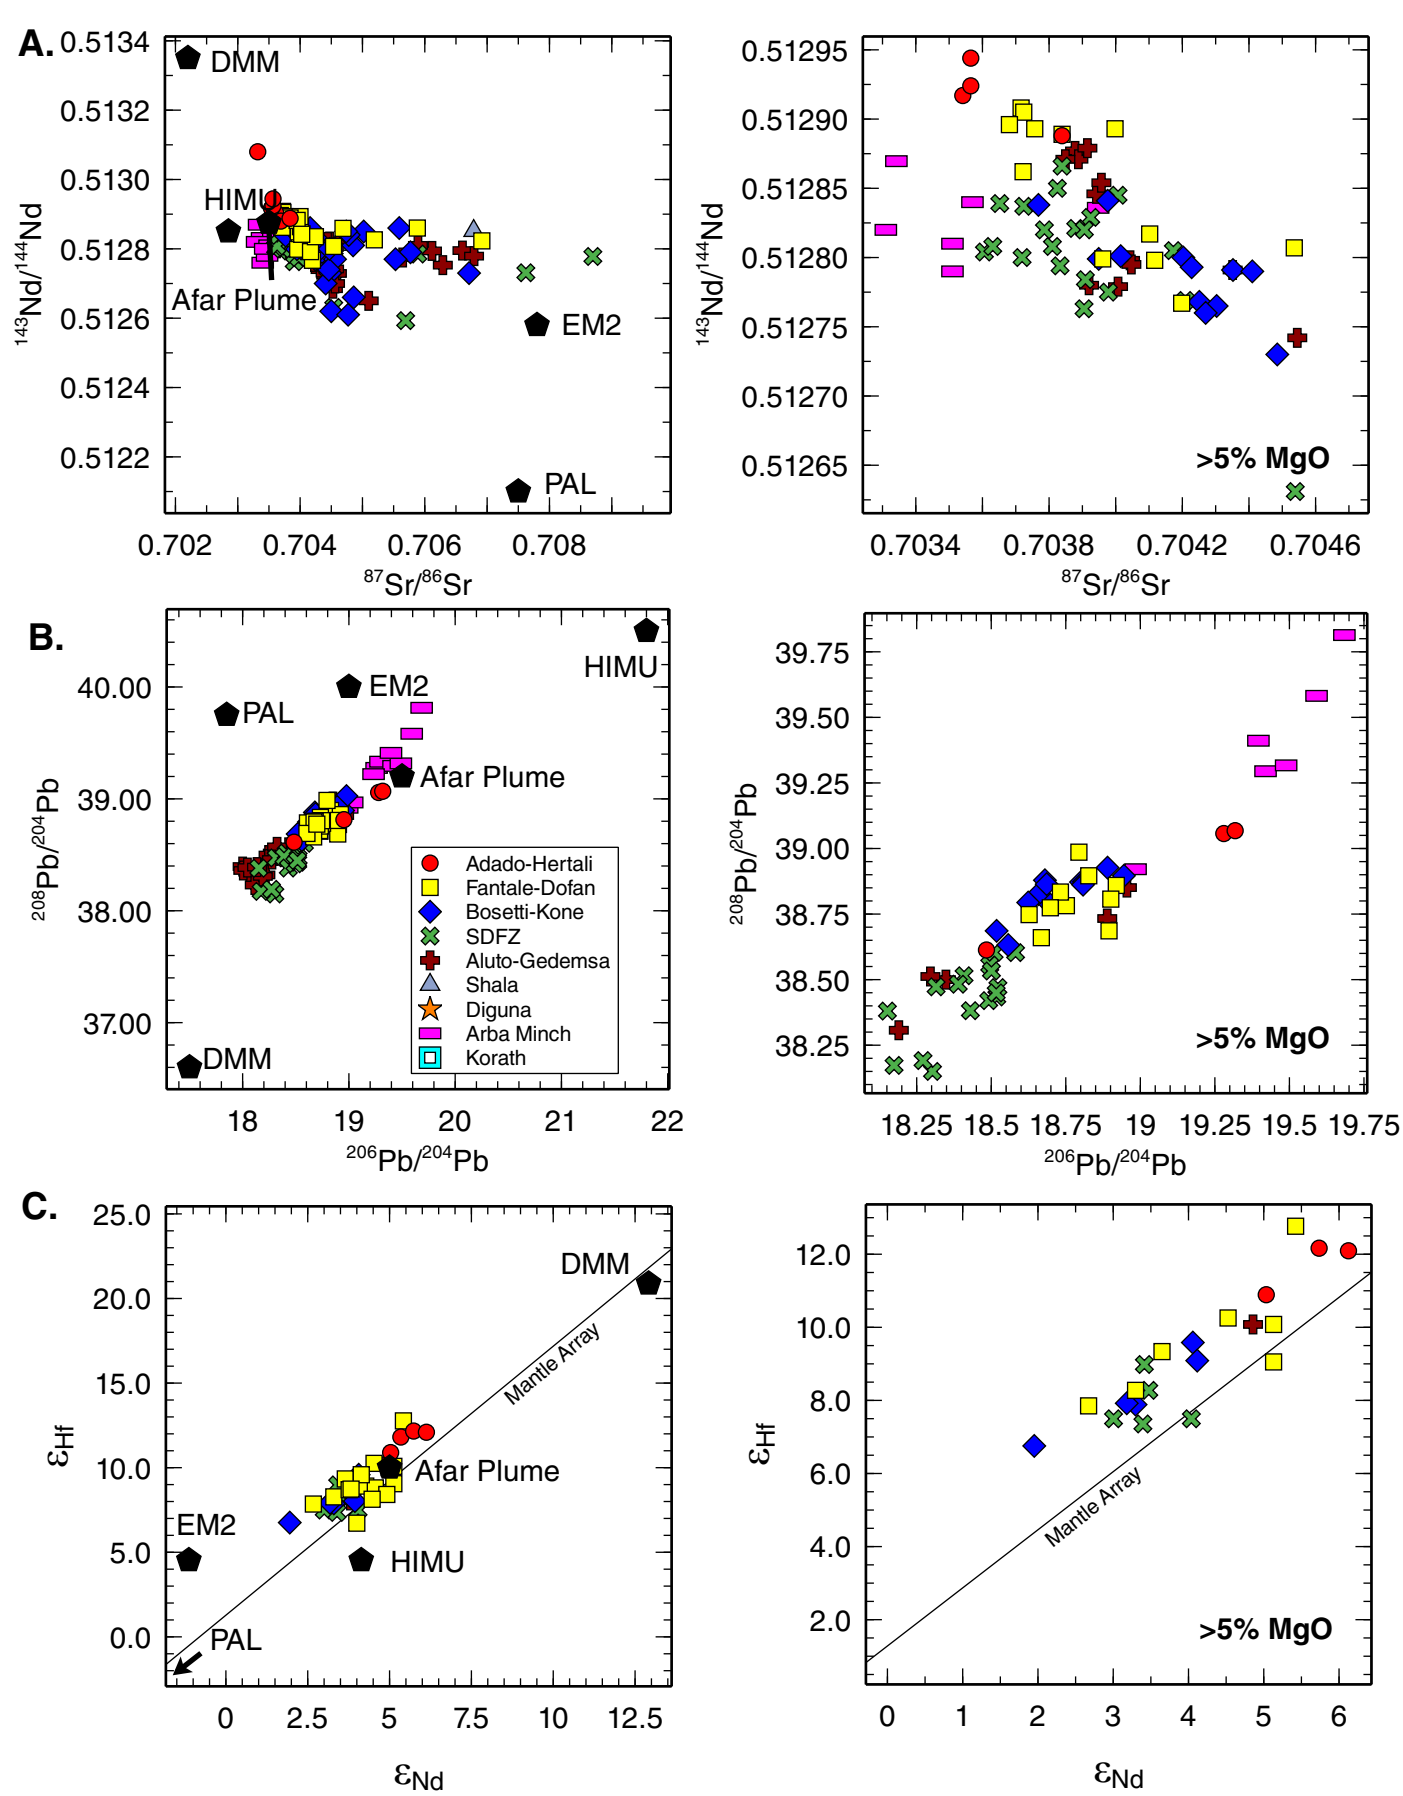 A.
0.5134
0.5132
0.5130
0.5128
0.5126
0.5124
0.5122
¹⁴³Nd/¹⁴⁴Nd
DMM
HIMU
Afar Plume
EM2
PAL
0.702 0.704 0.706 0.708
⁸⁷Sr/⁸⁶Sr
0.51295
0.51290
0.51285
0.51280
0.51275
0.51270
0.51265
¹⁴³Nd/¹⁴⁴Nd
>5% MgO
0.7034 0.7038 0.7042 0.7046
⁸⁷Sr/⁸⁶Sr
B.
40.00
39.00
38.00
37.00
²⁰⁸Pb/²⁰⁴Pb
HIMU
EM2
PAL
Afar Plume
DMM
Adado-Hertali
Fantale-Dofan
Bosetti-Kone
SDFZ
Aluto-Gedemsa
Shala
Diguna
Arba Minch
Korath
18 19 20 21 22
²⁰⁶Pb/²⁰⁴Pb
39.75
39.50
39.25
39.00
38.75
38.50
38.25
²⁰⁸Pb/²⁰⁴Pb
>5% MgO
18.25 18.5 18.75 19 19.25 19.5 19.75
²⁰⁶Pb/²⁰⁴Pb
C.
25.0
20.0
15.0
10.0
5.0
0.0
εHf
DMM
Mantle Array
Afar Plume
EM2
HIMU
PAL
0 2.5 5 7.5 10 12.5
εNd
12.0
10.0
8.0
6.0
4.0
2.0
εHf
Mantle Array
>5% MgO
0 1 2 3 4 5 6
εNd